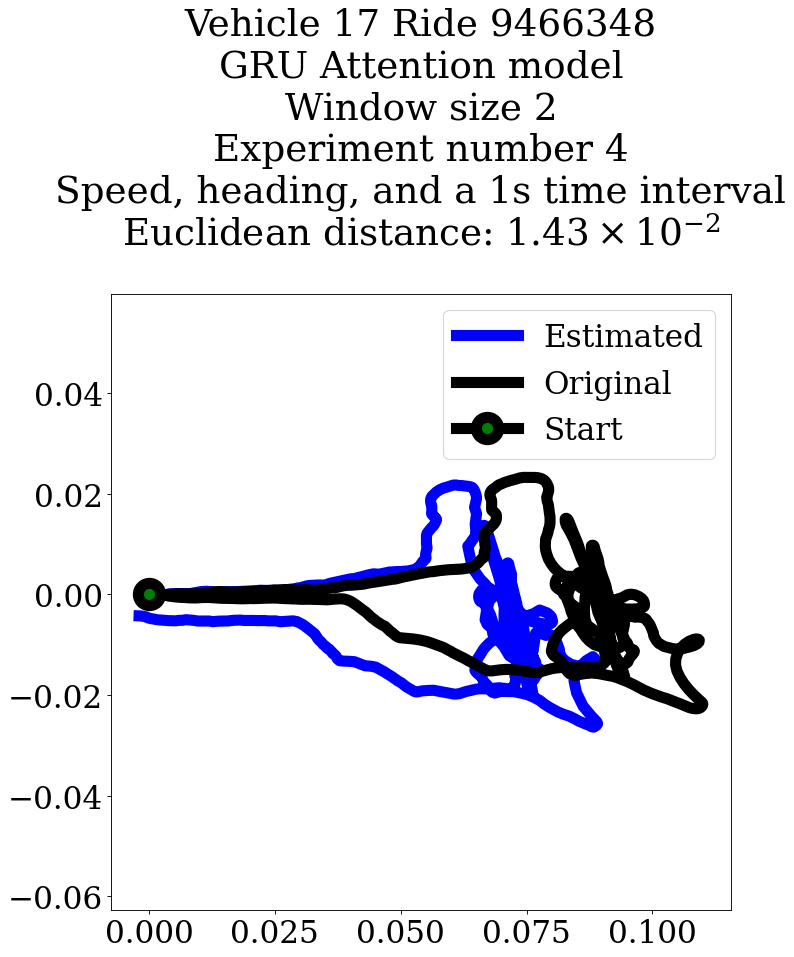 Vehicle 17 Ride 9466348
GRU Attention model
Window size 2
Experiment number 4
Speed, heading, and a 1s time interval
Euclidean distance: 1.43 × 10⁻²
Estimated
Original
Start
0.04
0.02
0.00
−0.02
−0.04
−0.06
0.000 0.025 0.050 0.075 0.100